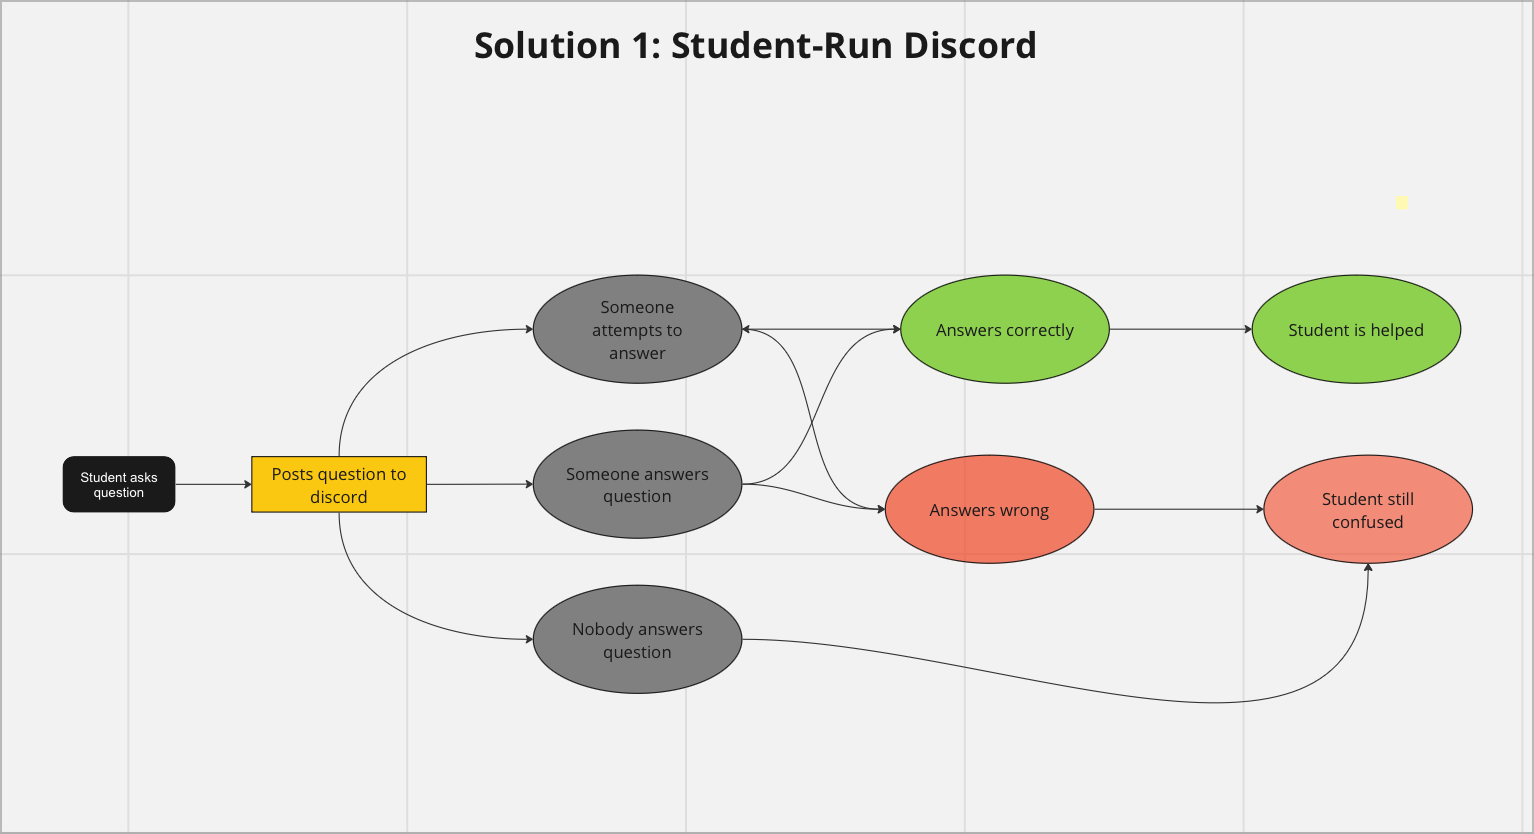 Solution 1: Student-Run Discord
Someone
attempts to
answer
Answers correctly
Student is helped
Student asks
question
Posts question to
discord
Someone answers
question
Answers wrong
Student still
confused
Nobody answers
question